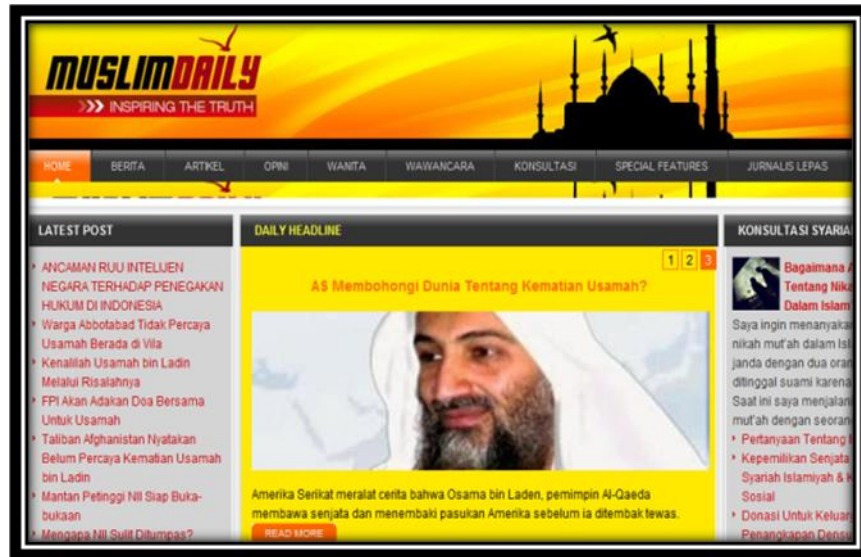 MUSLIMDAILY
>>> INSPIRING THE TRUTH
HOME BERITA ARTIKEL OPINI WANITA WAWANCARA KONSULTASI SPECIAL FEATURES JURNALIS LEPAS
LATEST POST
ANCAMAN RUU INTELIJEN
NEGARA TERHADAP PENEGAKAN
HUKUM DI INDONESIA
Warga Abbotabad Tidak Percaya
Usamah Berada di Vila
Kenalilah Usamah bin Ladin
Melalui Risalahnya
FPI Akan Adakan Doa Bersama
Untuk Usamah
Taliban Afghanistan Nyatakan
Belum Percaya Kematian Usamah
bin Ladin
Mantan Petinggi NII Siap Buka-
bukaan
Mengapa NII Sulit Ditumpas?
DAILY HEADLINE
1 2 3
AS Membohongi Dunia Tentang Kematian Usamah?
Amerika Serikat meralat cerita bahwa Osama bin Laden, pemimpin Al-Qaeda
membawa senjata dan menembaki pasukan Amerika sebelum ia ditembak tewas.
READ MORE
KONSULTASI SYARIA
Bagaimana A
Tentang Nika
Dalam Islam
Saya ingin menanyaka
nikah mut'ah dalam Isl
janda dengan dua oran
ditinggal suami karena
Saat ini saya menjalan
mut'ah dengan seoran
Pertanyaan Tentang
Kepemilikan Senjata
Syariah Islamiyah & K
Sosial
Donasi Untuk Keluar
Penangkapan Densu